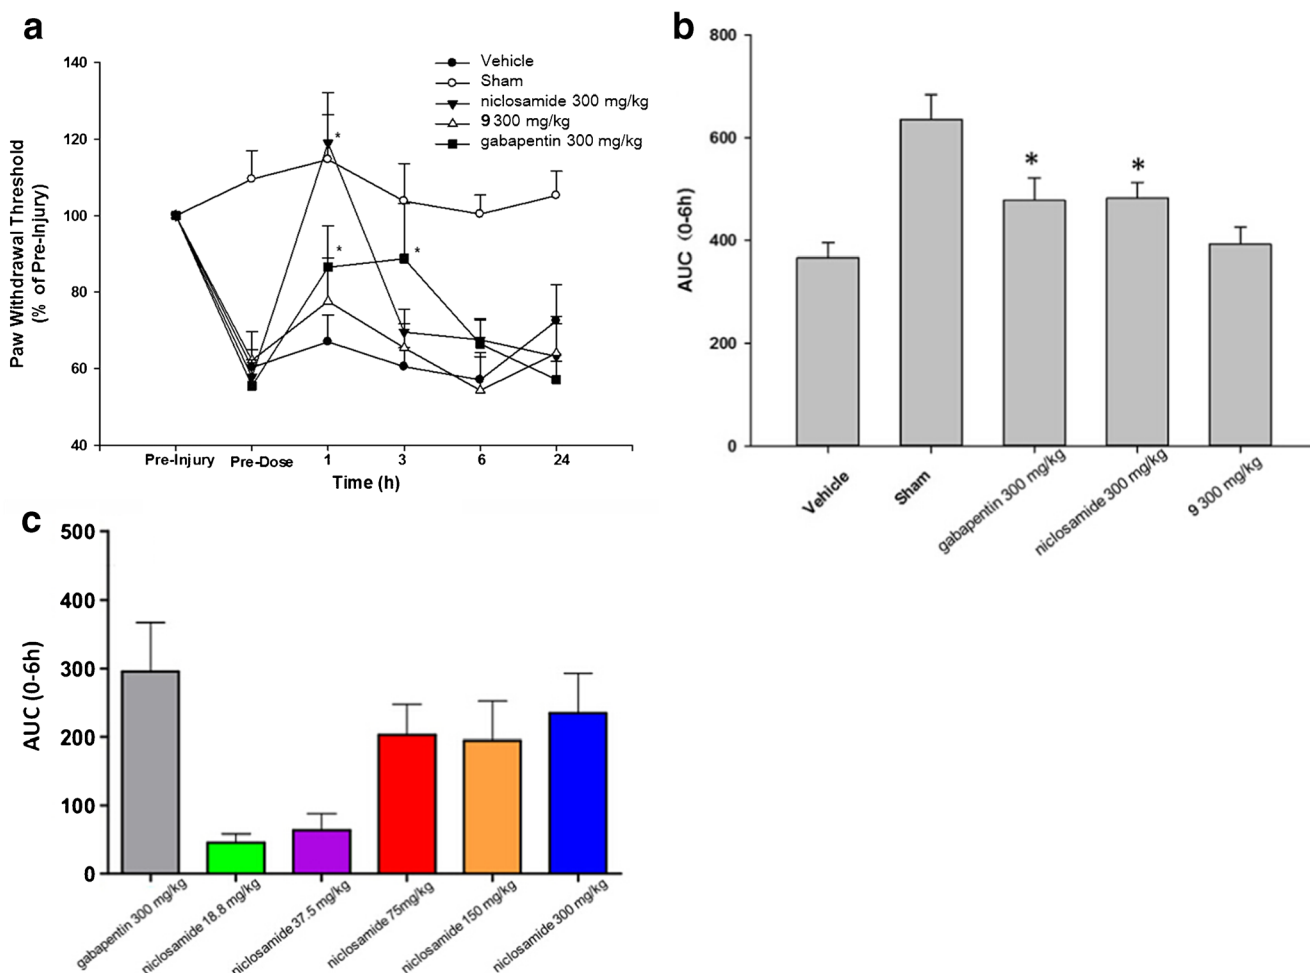 a
Paw Withdrawal Threshold
(% of Pre-Injury)
140
120
100
80
60
40
Vehicle
Sham
niclosamide 300 mg/kg
9 300 mg/kg
gabapentin 300 mg/kg
*
*
*
Pre-Injury Pre-Dose 1 3 6 24
Time (h)
b
AUC (0-6h)
800
600
400
200
0
*
*
Vehicle
Sham
gabapentin 300 mg/kg
niclosamide 300 mg/kg
9 300 mg/kg
c
AUC (0-6h)
500
400
300
200
100
0
gabapentin 300 mg/kg
niclosamide 18.8 mg/kg
niclosamide 37.5 mg/kg
niclosamide 75mg/kg
niclosamide 150 mg/kg
niclosamide 300 mg/kg